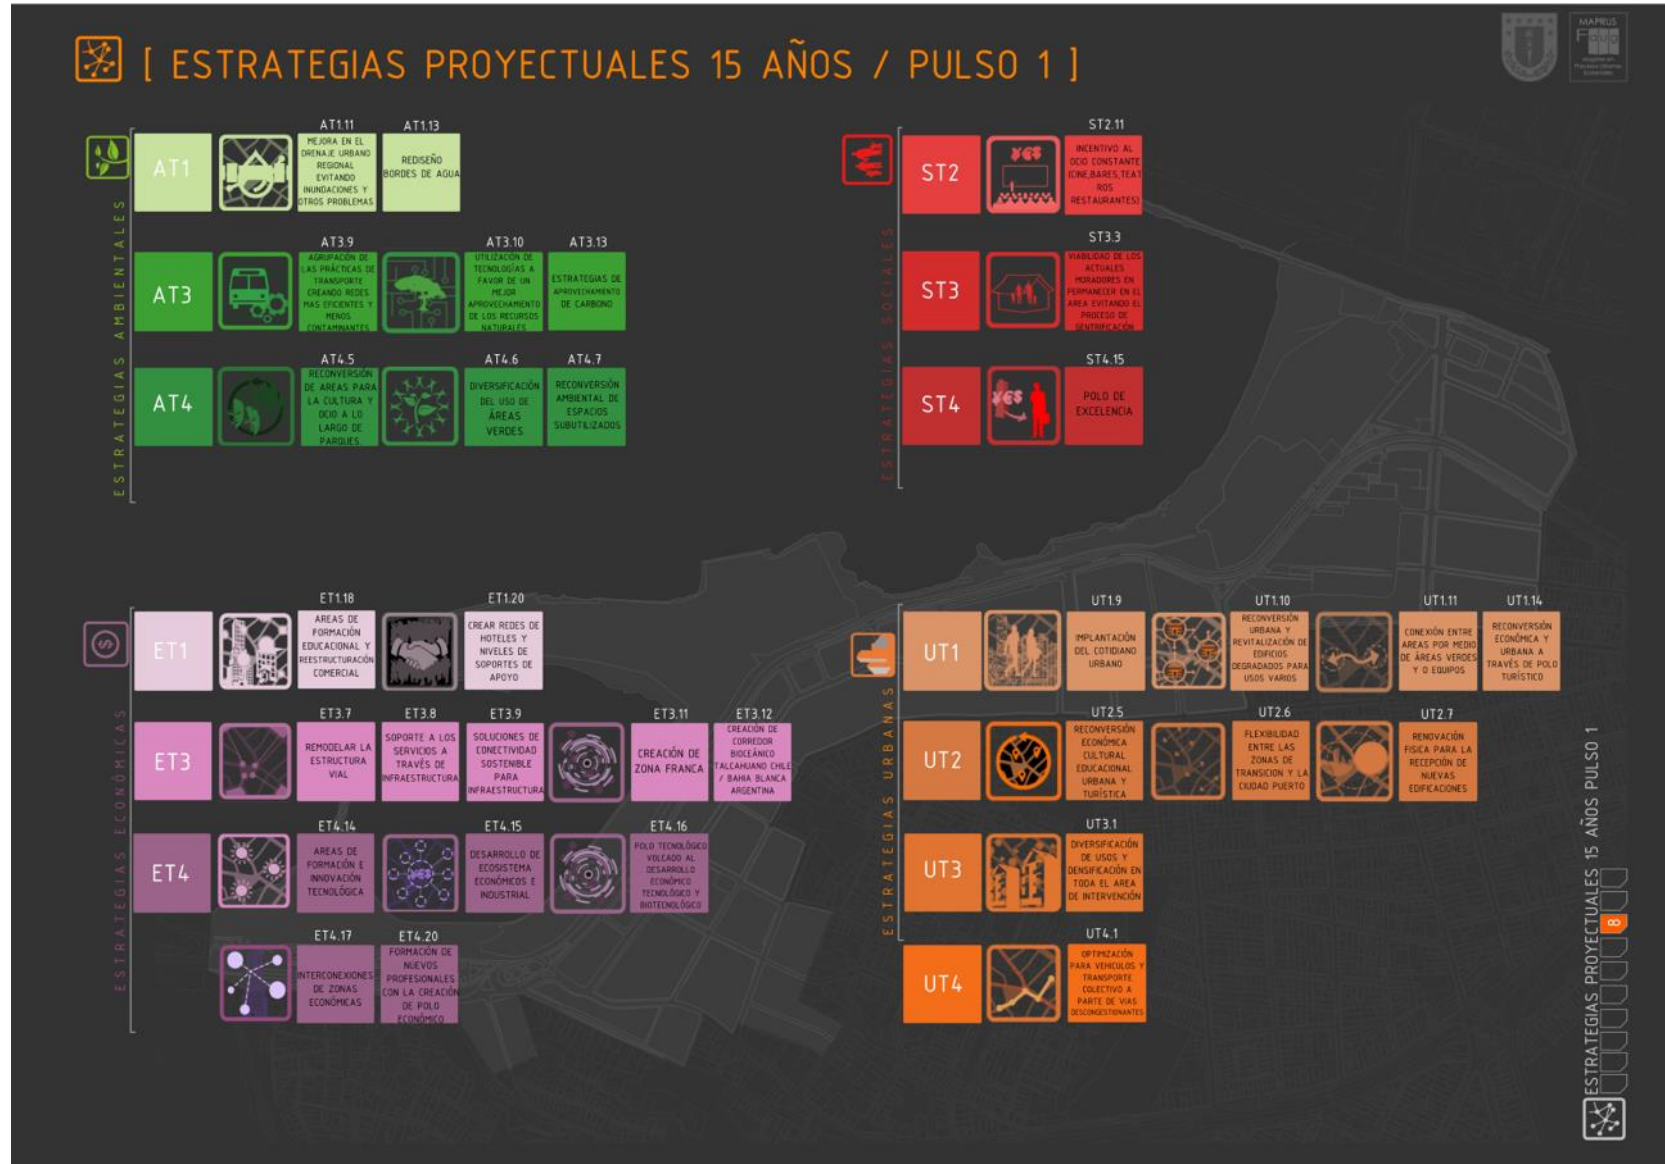 [ ESTRATEGIAS PROYECTUALES 15 AÑOS / PULSO 1 ]
MAPRUS
Faug
ESTRATEGIAS AMBIENTALES
AT1
AT1.11
MEJORA EN EL
DRENAJE URBANO
REGIONAL
EVITANDO
INUNDACIONES Y
OTROS PROBLEMAS
AT1.13
REDISEÑO
BORDES DE AGUA
AT3
AT3.9
AGRUPACIÓN DE
LAS PRÁCTICAS DE
TRANSPORTE
CREANDO REDES
MAS EFICIENTES Y
MENOS
CONTAMINANTES
AT3.10
UTILIZACIÓN DE
TECNOLOGÍAS A
FAVOR DE UN
MEJOR
APROVECHAMIENTO
DE LOS RECURSOS
NATURALES
AT3.13
ESTRATEGIAS DE
APROVECHAMIENTO
DE CARBONO
AT4
AT4.5
RECONVERSIÓN
DE AREAS PARA
LA CULTURA Y
OCIO A LO
LARGO DE
PARQUES.
AT4.6
DIVERSIFICACIÓN
DEL USO DE
ÁREAS
VERDES
AT4.7
RECONVERSIÓN
AMBIENTAL DE
ESPACIOS
SUBUTILIZADOS
ESTRATEGIAS SOCIALES
ST2
¥€$
ST2.11
INCENTIVO AL
OCIO CONSTANTE
(CINE,BARES,TEAT
ROS
RESTAURANTES)
ST3
ST3.3
VIABILIDAD DE LOS
ACTUALES
MORADORES EN
PERMANECER EN EL
AREA EVITANDO EL
PROCESO DE
GENTRIFICACIÓN
ST4
¥€$
ST4.15
POLO DE
EXCELENCIA
ESTRATEGIAS ECONÓMICAS
$
ET1
ET1.18
AREAS DE
FORMACIÓN
EDUCACIONAL Y
REESTRUCTURACIÓN
COMERCIAL
ET1.20
CREAR REDES DE
HOTELES Y
NIVELES DE
SOPORTES DE
APOYO
ET3
ET3.7
REMODELAR LA
ESTRUCTURA
VIAL
ET3.8
SOPORTE A LOS
SERVICIOS A
TRAVÉS DE
INFRAESTRUCTURA
ET3.9
SOLUCIONES DE
CONECTIVIDAD
SOSTENIBLE
PARA
INFRAESTRUCTURA
ET3.11
CREACIÓN DE
ZONA FRANCA
ET3.12
CREACIÓN DE
CORREDOR
BIOCEÁNICO
TALCAHUANO CHILE
/ BAHIA BLANCA
ARGENTINA
ET4
ET4.14
AREAS DE
FORMACIÓN E
INNOVACIÓN
TECNOLÓGICA
¥€$
ET4.15
DESARROLLO DE
ECOSISTEMA
ECONÓMICOS E
INDUSTRIAL
ET4.16
POLO TECNOLÓGICO
VOLCADO AL
DESARROLLO
ECONÓMICO
TECNOLÓGICO Y
BIOTECNOLÓGICO
ET4.17
INTERCONEXIONES
DE ZONAS
ECONÓMICAS
ET4.20
FORMACIÓN DE
NUEVOS
PROFESIONALES
CON LA CREACIÓN
DE POLO
ECONÓMICO
ESTRATEGIAS URBANAS
UT1
UT1.9
IMPLANTACIÓN
DEL COTIDIANO
URBANO
UT1.10
RECONVERSIÓN
URBANA Y
REVITALIZACIÓN DE
EDIFICIOS
DEGRADADOS PARA
USOS VARIOS
UT1.11
CONEXIÓN ENTRE
AREAS POR MEDIO
DE ÁREAS VERDES
Y O EQUIPOS
UT1.14
RECONVERSIÓN
ECONÓMICA Y
URBANA A
TRAVÉS DE POLO
TURÍSTICO
UT2
UT2.5
RECONVERSIÓN
ECONÓMICA
CULTURAL
EDUCACIONAL
URBANA Y
TURÍSTICA
UT2.6
FLEXIBILIDAD
ENTRE LAS
ZONAS DE
TRANSICION Y LA
CIUDAD PUERTO
UT2.7
RENOVACIÓN
FISICA PARA LA
RECEPCIÓN DE
NUEVAS
EDIFICACIONES
UT3
UT3.1
DIVERSIFICACIÓN
DE USOS Y
DENSIFICACIÓN EN
TODA EL AREA
DE INTERVENCIÓN
UT4
UT4.1
OPTIMIZACIÓN
PARA VEHICULOS Y
TRANSPORTE
COLECTIVO A
PARTE DE VIAS
DESCONGESTIONANTES
ESTRATEGIAS PROYECTUALES 15 AÑOS PULSO 1
8